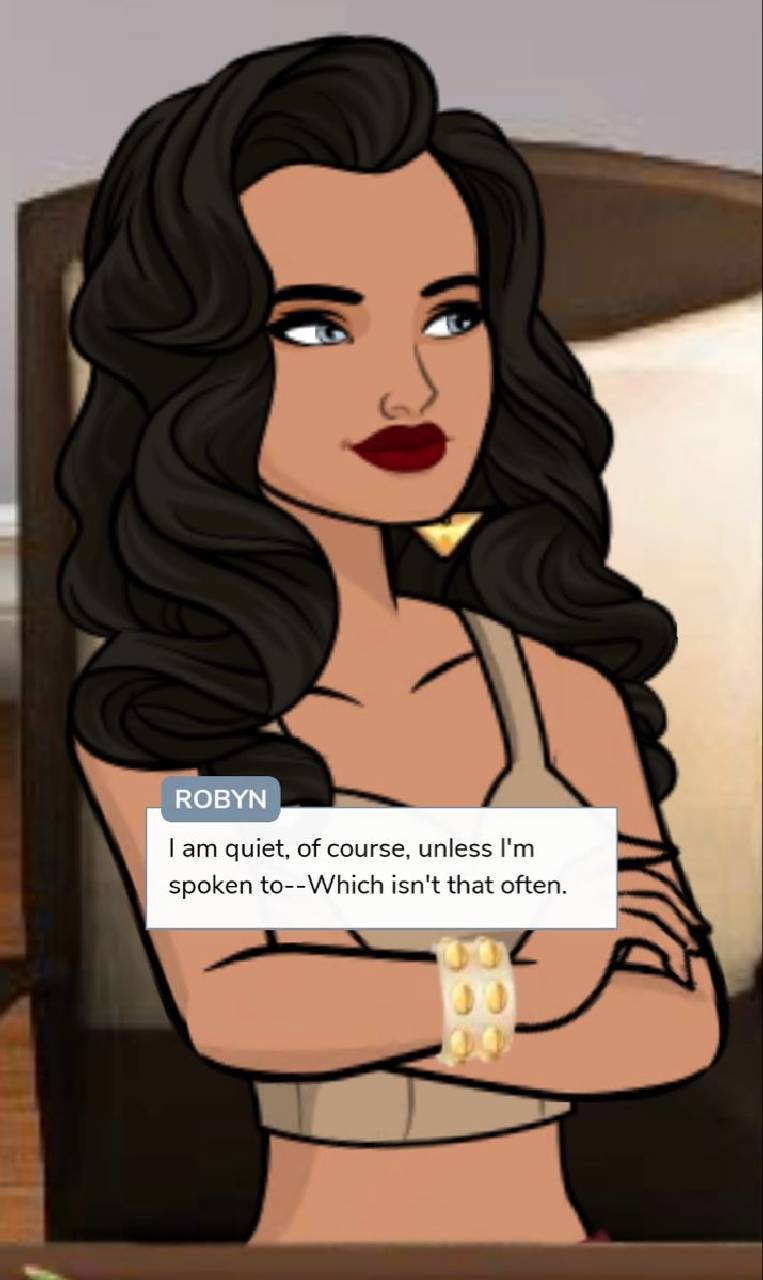 ROBYN
I am quiet, of course, unless I'm
spoken to--Which isn't that often.